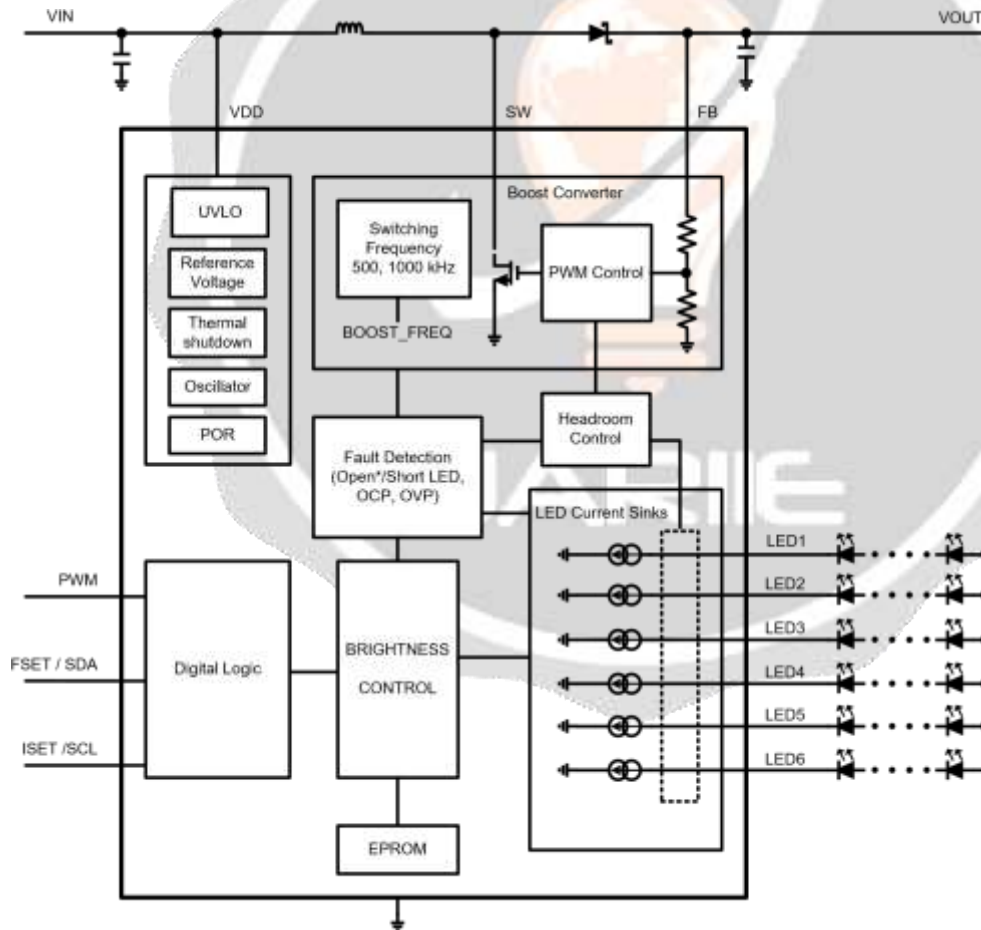 VIN
VOUT
VDD
SW
FB
UVLO
Reference
Voltage
Thermal
shutdown
Oscillator
POR
Boost Converter
Switching
Frequency
500, 1000 kHz
BOOST_FREQ
PWM Control
Headroom
Control
Fault Detection
(Open*/Short LED,
OCP, OVP)
LED Current Sinks
LED1
LED2
LED3
LED4
LED5
LED6
PWM
FSET / SDA
ISET /SCL
Digital Logic
BRIGHTNESS
CONTROL
EPROM